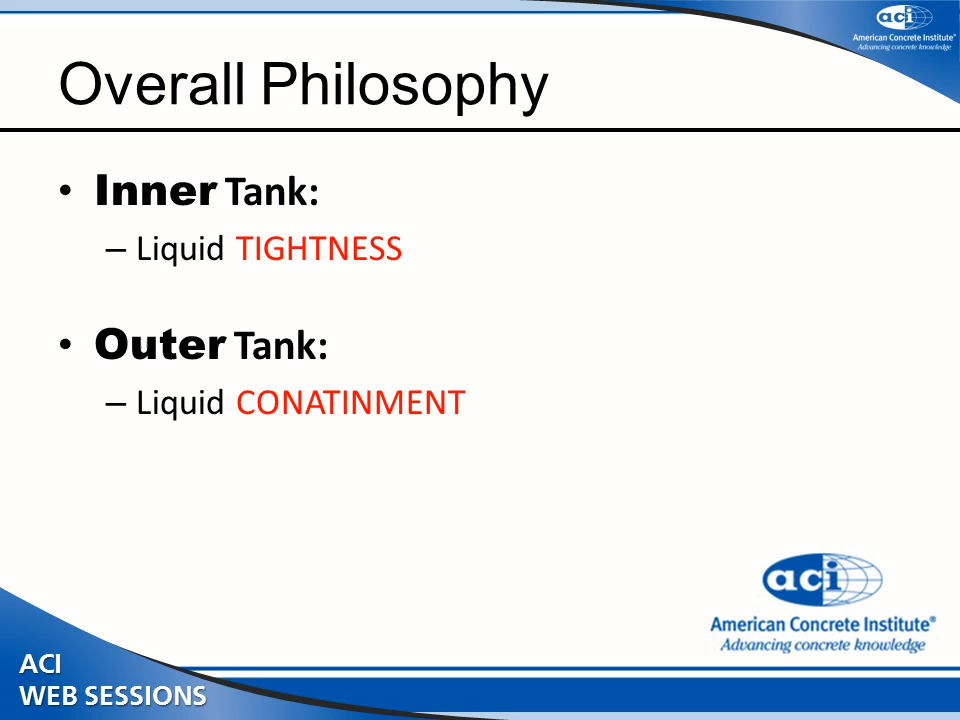 aci
American Concrete Institute®
Advancing concrete knowledge
Overall Philosophy
• Inner Tank:
– Liquid TIGHTNESS
• Outer Tank:
– Liquid CONATINMENT
aci
American Concrete Institute®
Advancing concrete knowledge
ACI
WEB SESSIONS